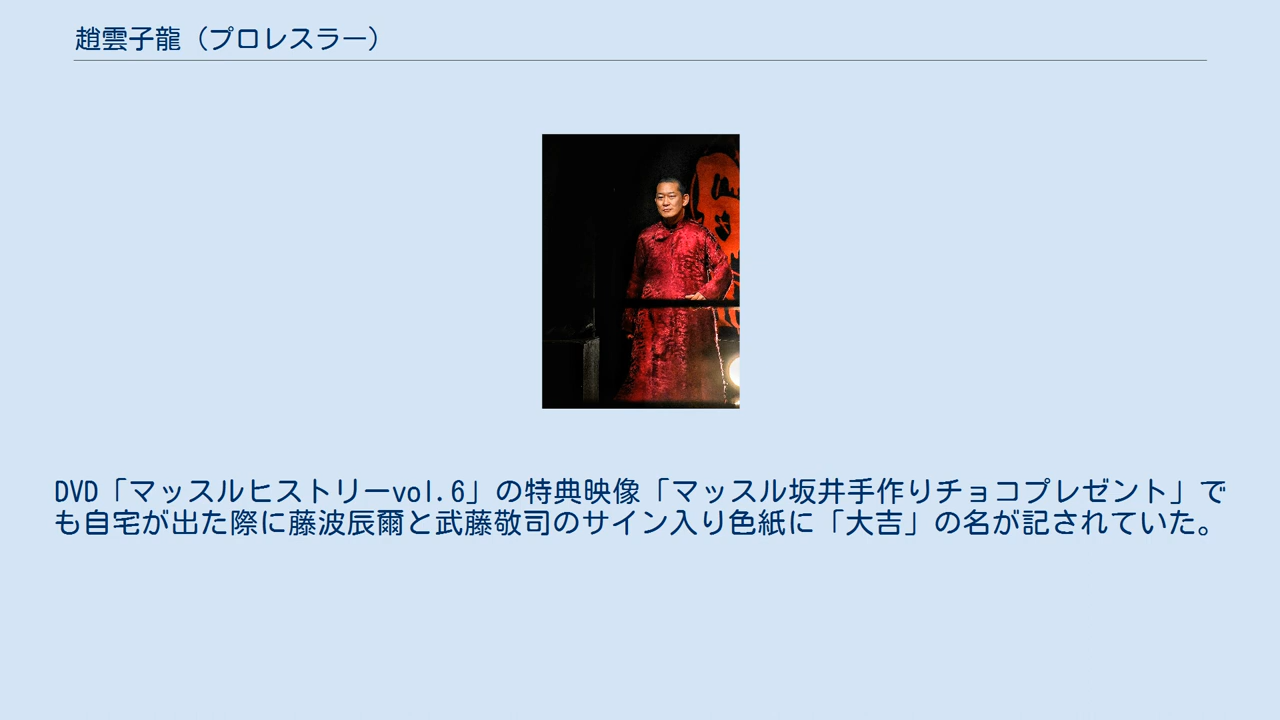 趙雲子龍（プロレスラー）
DVD「マッスルヒストリーvol.6」の特典映像「マッスル坂井手作りチョコプレゼント」で
も自宅が出た際に藤波辰爾と武藤敬司のサイン入り色紙に「大吉」の名が記されていた。